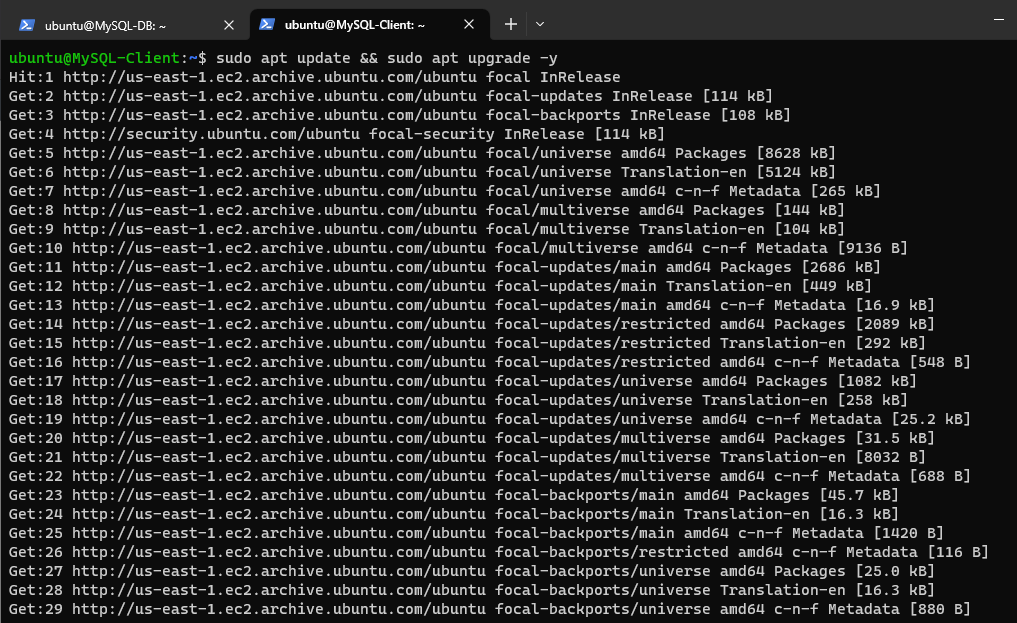 ubuntu@MySQL-DB: ~
ubuntu@MySQL-Client: ~
ubuntu@MySQL-Client:~$ sudo apt update && sudo apt upgrade -y
Hit:1 http://us-east-1.ec2.archive.ubuntu.com/ubuntu focal InRelease
Get:2 http://us-east-1.ec2.archive.ubuntu.com/ubuntu focal-updates InRelease [114 kB]
Get:3 http://us-east-1.ec2.archive.ubuntu.com/ubuntu focal-backports InRelease [108 kB]
Get:4 http://security.ubuntu.com/ubuntu focal-security InRelease [114 kB]
Get:5 http://us-east-1.ec2.archive.ubuntu.com/ubuntu focal/universe amd64 Packages [8628 kB]
Get:6 http://us-east-1.ec2.archive.ubuntu.com/ubuntu focal/universe Translation-en [5124 kB]
Get:7 http://us-east-1.ec2.archive.ubuntu.com/ubuntu focal/universe amd64 c-n-f Metadata [265 kB]
Get:8 http://us-east-1.ec2.archive.ubuntu.com/ubuntu focal/multiverse amd64 Packages [144 kB]
Get:9 http://us-east-1.ec2.archive.ubuntu.com/ubuntu focal/multiverse Translation-en [104 kB]
Get:10 http://us-east-1.ec2.archive.ubuntu.com/ubuntu focal/multiverse amd64 c-n-f Metadata [9136 B]
Get:11 http://us-east-1.ec2.archive.ubuntu.com/ubuntu focal-updates/main amd64 Packages [2686 kB]
Get:12 http://us-east-1.ec2.archive.ubuntu.com/ubuntu focal-updates/main Translation-en [449 kB]
Get:13 http://us-east-1.ec2.archive.ubuntu.com/ubuntu focal-updates/main amd64 c-n-f Metadata [16.9 kB]
Get:14 http://us-east-1.ec2.archive.ubuntu.com/ubuntu focal-updates/restricted amd64 Packages [2089 kB]
Get:15 http://us-east-1.ec2.archive.ubuntu.com/ubuntu focal-updates/restricted Translation-en [292 kB]
Get:16 http://us-east-1.ec2.archive.ubuntu.com/ubuntu focal-updates/restricted amd64 c-n-f Metadata [548 B]
Get:17 http://us-east-1.ec2.archive.ubuntu.com/ubuntu focal-updates/universe amd64 Packages [1082 kB]
Get:18 http://us-east-1.ec2.archive.ubuntu.com/ubuntu focal-updates/universe Translation-en [258 kB]
Get:19 http://us-east-1.ec2.archive.ubuntu.com/ubuntu focal-updates/universe amd64 c-n-f Metadata [25.2 kB]
Get:20 http://us-east-1.ec2.archive.ubuntu.com/ubuntu focal-updates/multiverse amd64 Packages [31.5 kB]
Get:21 http://us-east-1.ec2.archive.ubuntu.com/ubuntu focal-updates/multiverse Translation-en [8032 B]
Get:22 http://us-east-1.ec2.archive.ubuntu.com/ubuntu focal-updates/multiverse amd64 c-n-f Metadata [688 B]
Get:23 http://us-east-1.ec2.archive.ubuntu.com/ubuntu focal-backports/main amd64 Packages [45.7 kB]
Get:24 http://us-east-1.ec2.archive.ubuntu.com/ubuntu focal-backports/main Translation-en [16.3 kB]
Get:25 http://us-east-1.ec2.archive.ubuntu.com/ubuntu focal-backports/main amd64 c-n-f Metadata [1420 B]
Get:26 http://us-east-1.ec2.archive.ubuntu.com/ubuntu focal-backports/restricted amd64 c-n-f Metadata [116 B]
Get:27 http://us-east-1.ec2.archive.ubuntu.com/ubuntu focal-backports/universe amd64 Packages [25.0 kB]
Get:28 http://us-east-1.ec2.archive.ubuntu.com/ubuntu focal-backports/universe Translation-en [16.3 kB]
Get:29 http://us-east-1.ec2.archive.ubuntu.com/ubuntu focal-backports/universe amd64 c-n-f Metadata [880 B]